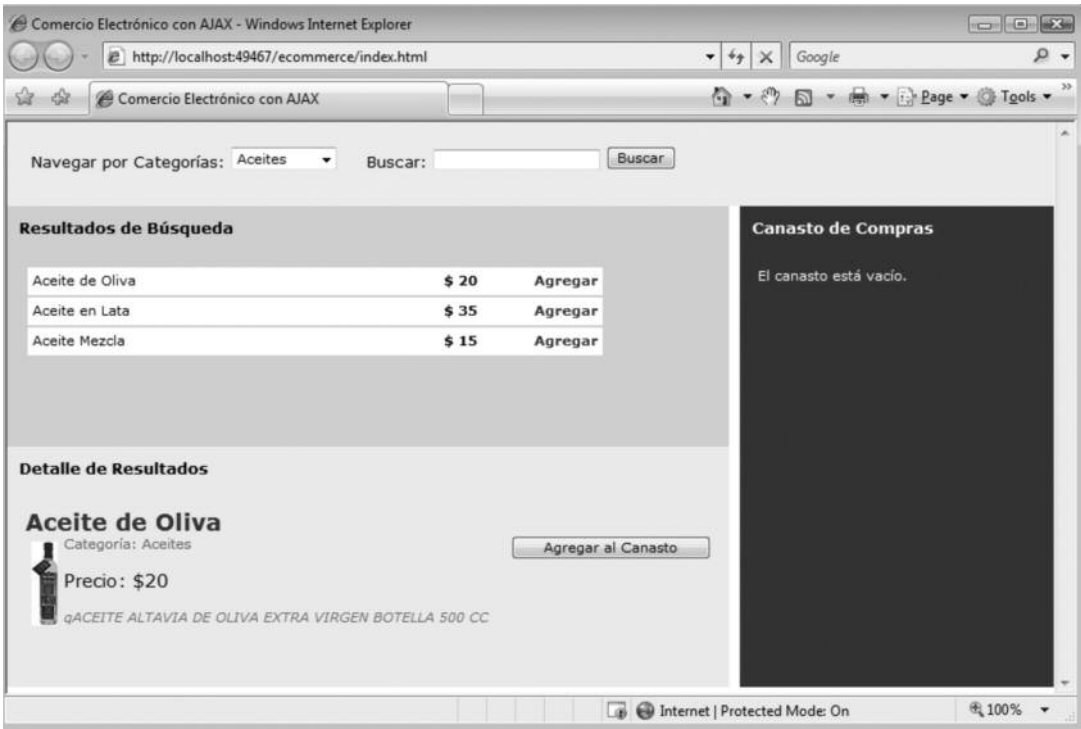 Comercio Electrónico con AJAX - Windows Internet Explorer
http://localhost:49467/ecommerce/index.html
Google
Comercio Electrónico con AJAX
Page
Tools
Navegar por Categorías: Aceites Buscar: Buscar
Resultados de Búsqueda
Aceite de Oliva $ 20 Agregar
Aceite en Lata $ 35 Agregar
Aceite Mezcla $ 15 Agregar
Canasto de Compras
El canasto está vacío.
Detalle de Resultados
Aceite de Oliva
Categoría: Aceites
Agregar al Canasto
Precio: $20
qACEITE ALTAVIA DE OLIVA EXTRA VIRGEN BOTELLA 500 CC
Internet | Protected Mode: On 100%